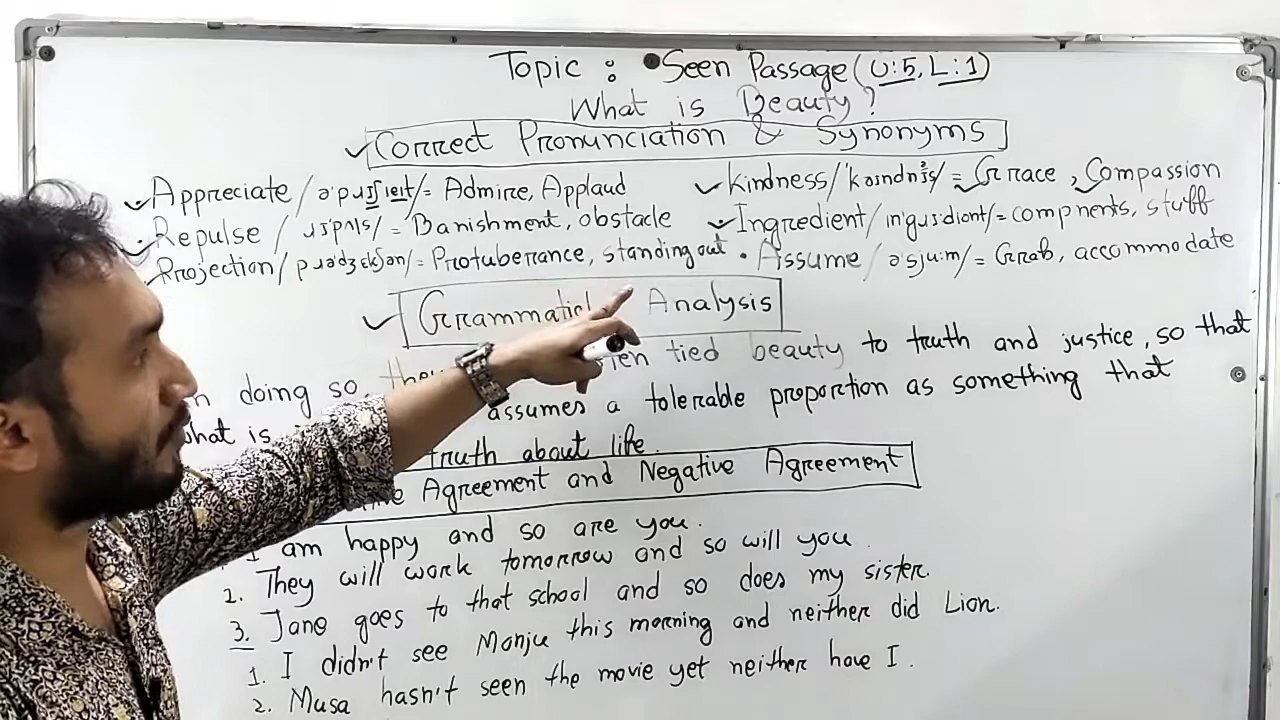 Topic : • Seen Passage (U:5, L:1)
What is Beauty?
✓ Correct Pronunciation & Synonyms
✓ Appreciate / = Admire, Applaud
✓ Kindness / = Grace, Compassion
Repulse / = Banishment, obstacle
✓ Ingredient / = compnents, stuff
Projection / = Protuberrance, standing out
• Assume / əsju:m/ = Grab, accommodate
✓ Grammatic Analysis
doing so, they tied beauty to truth and justice, so that
what is assumes a tolerable proportion as something that
truth about life.
Agreement and Negative Agreement
I am happy and so are you.
2. They will work tomorrow and so will you.
3. Jane goes to that school and so does my sister.
1. I didn't see Monju this morning and neither did Lion.
2. Musa hasn't seen the movie yet neither have I.